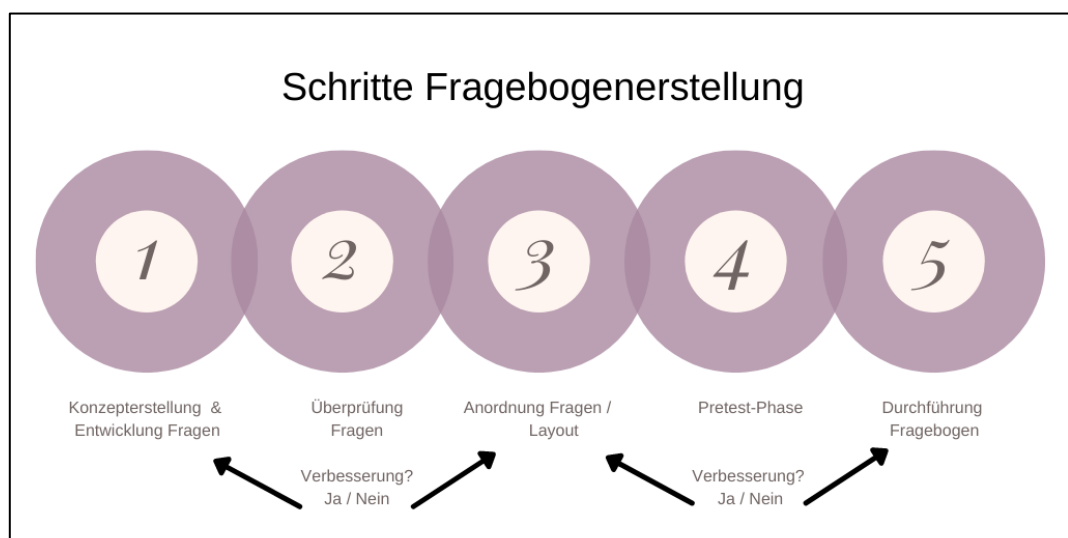 Schritte Fragebogenerstellung
1
2
3
4
5
Konzepterstellung &
Entwicklung Fragen
Überprüfung
Fragen
Anordnung Fragen /
Layout
Pretest-Phase
Durchführung
Fragebogen
Verbesserung?
Ja / Nein
Verbesserung?
Ja / Nein